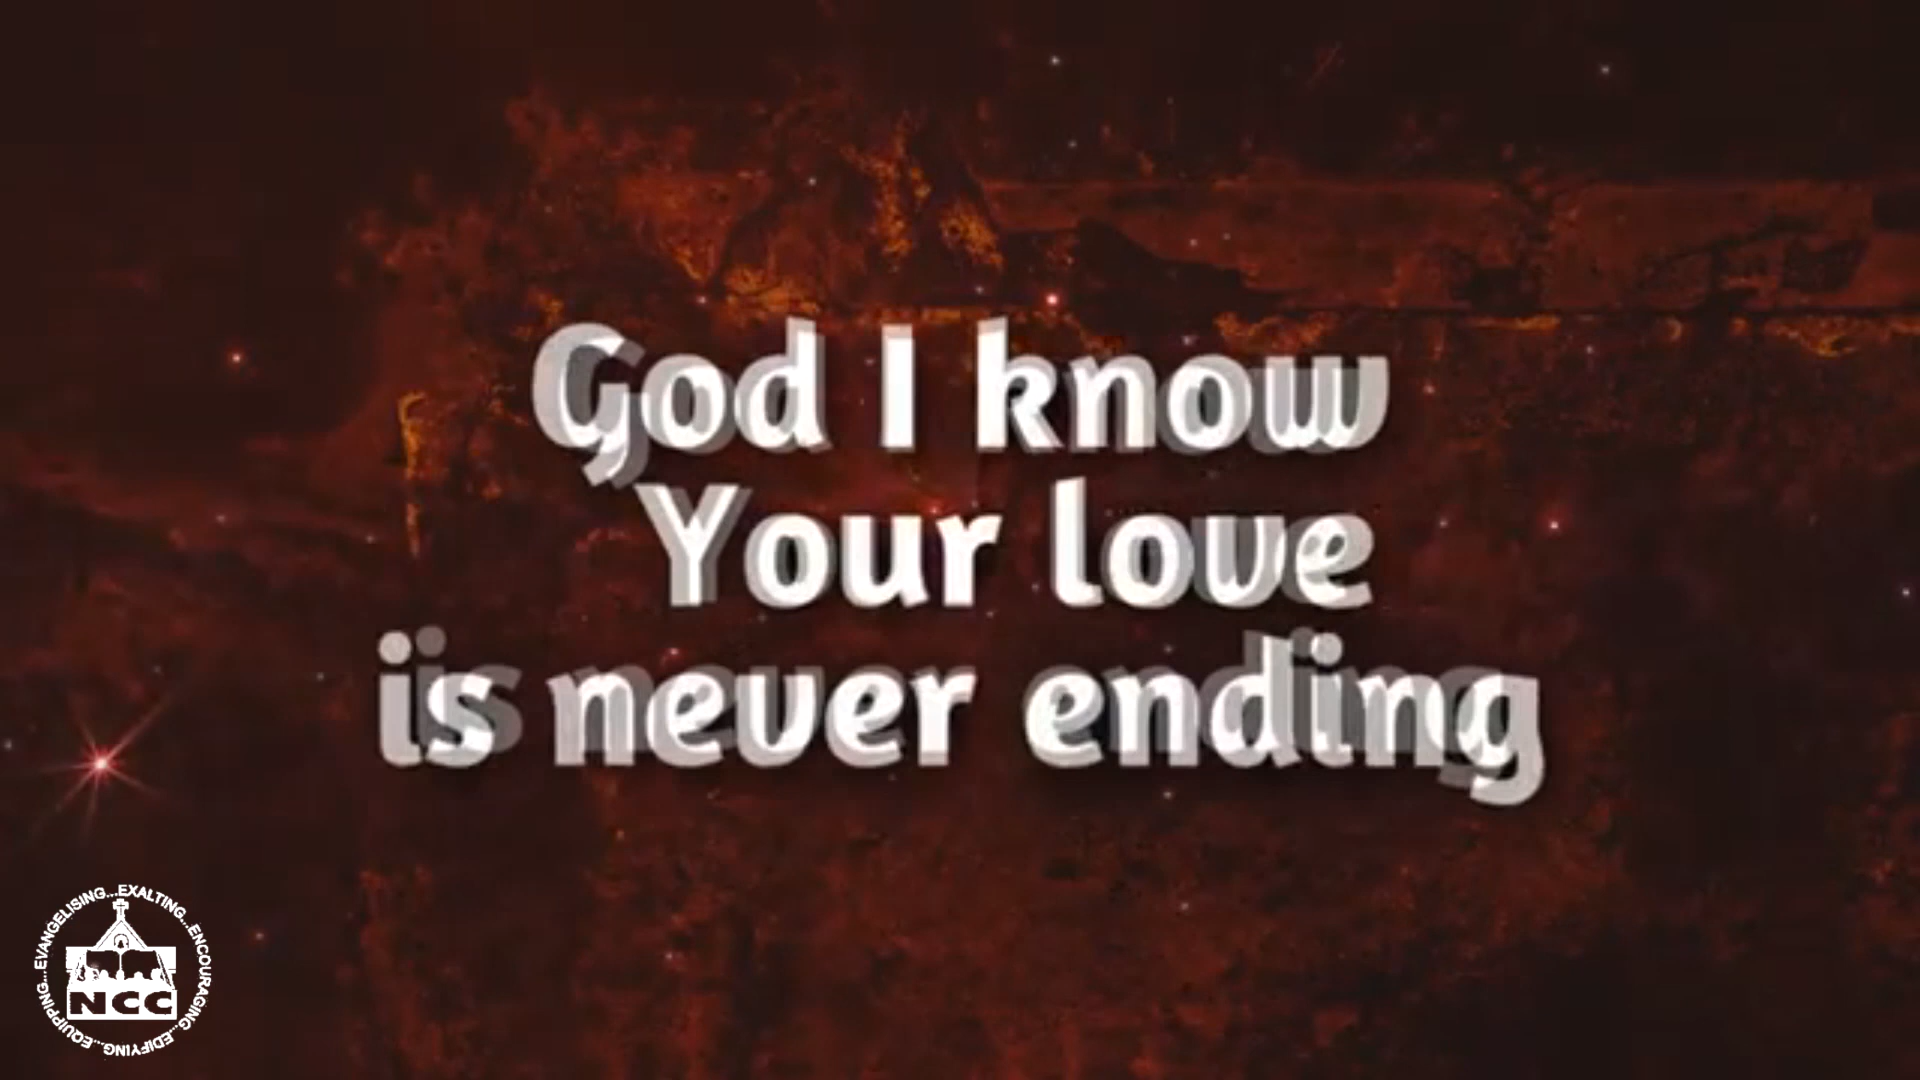 God I know
Your love
is never ending
EVANGELISING...EXALTING...ENCOURAGING...EDIFYING...EQUIPPING...
NCC